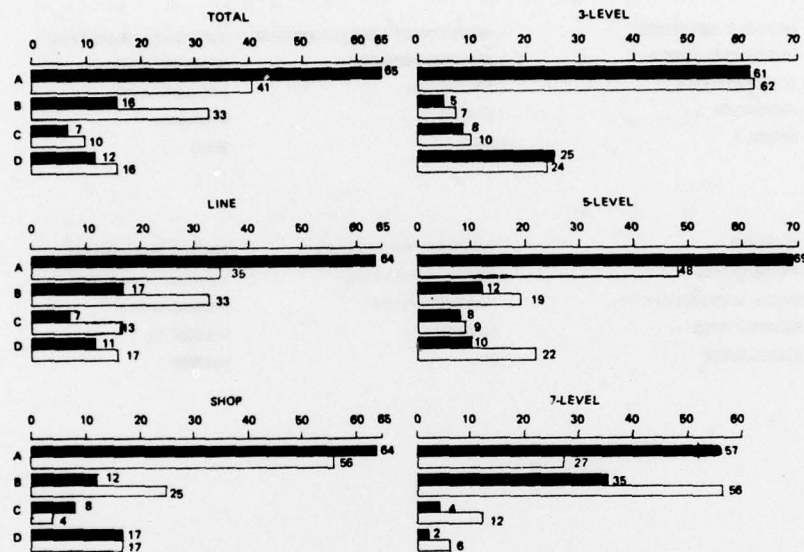 TOTAL
0 10 20 30 40 50 60 65
A 65
41
B 16
33
C 7
10
D 12
16
3-LEVEL
0 10 20 30 40 50 60 70
61
62
5
7
8
10
25
24
LINE
0 10 20 30 40 50 60 65
A 64
35
B 17
33
C 7
13
D 11
17
5-LEVEL
0 10 20 30 40 50 60 70
69
48
12
19
8
9
10
22
SHOP
0 10 20 30 40 50 60 65
A 64
56
B 12
25
C 8
4
D 17
17
7-LEVEL
0 10 20 30 40 50 60
57
27
35
56
4
12
2
6